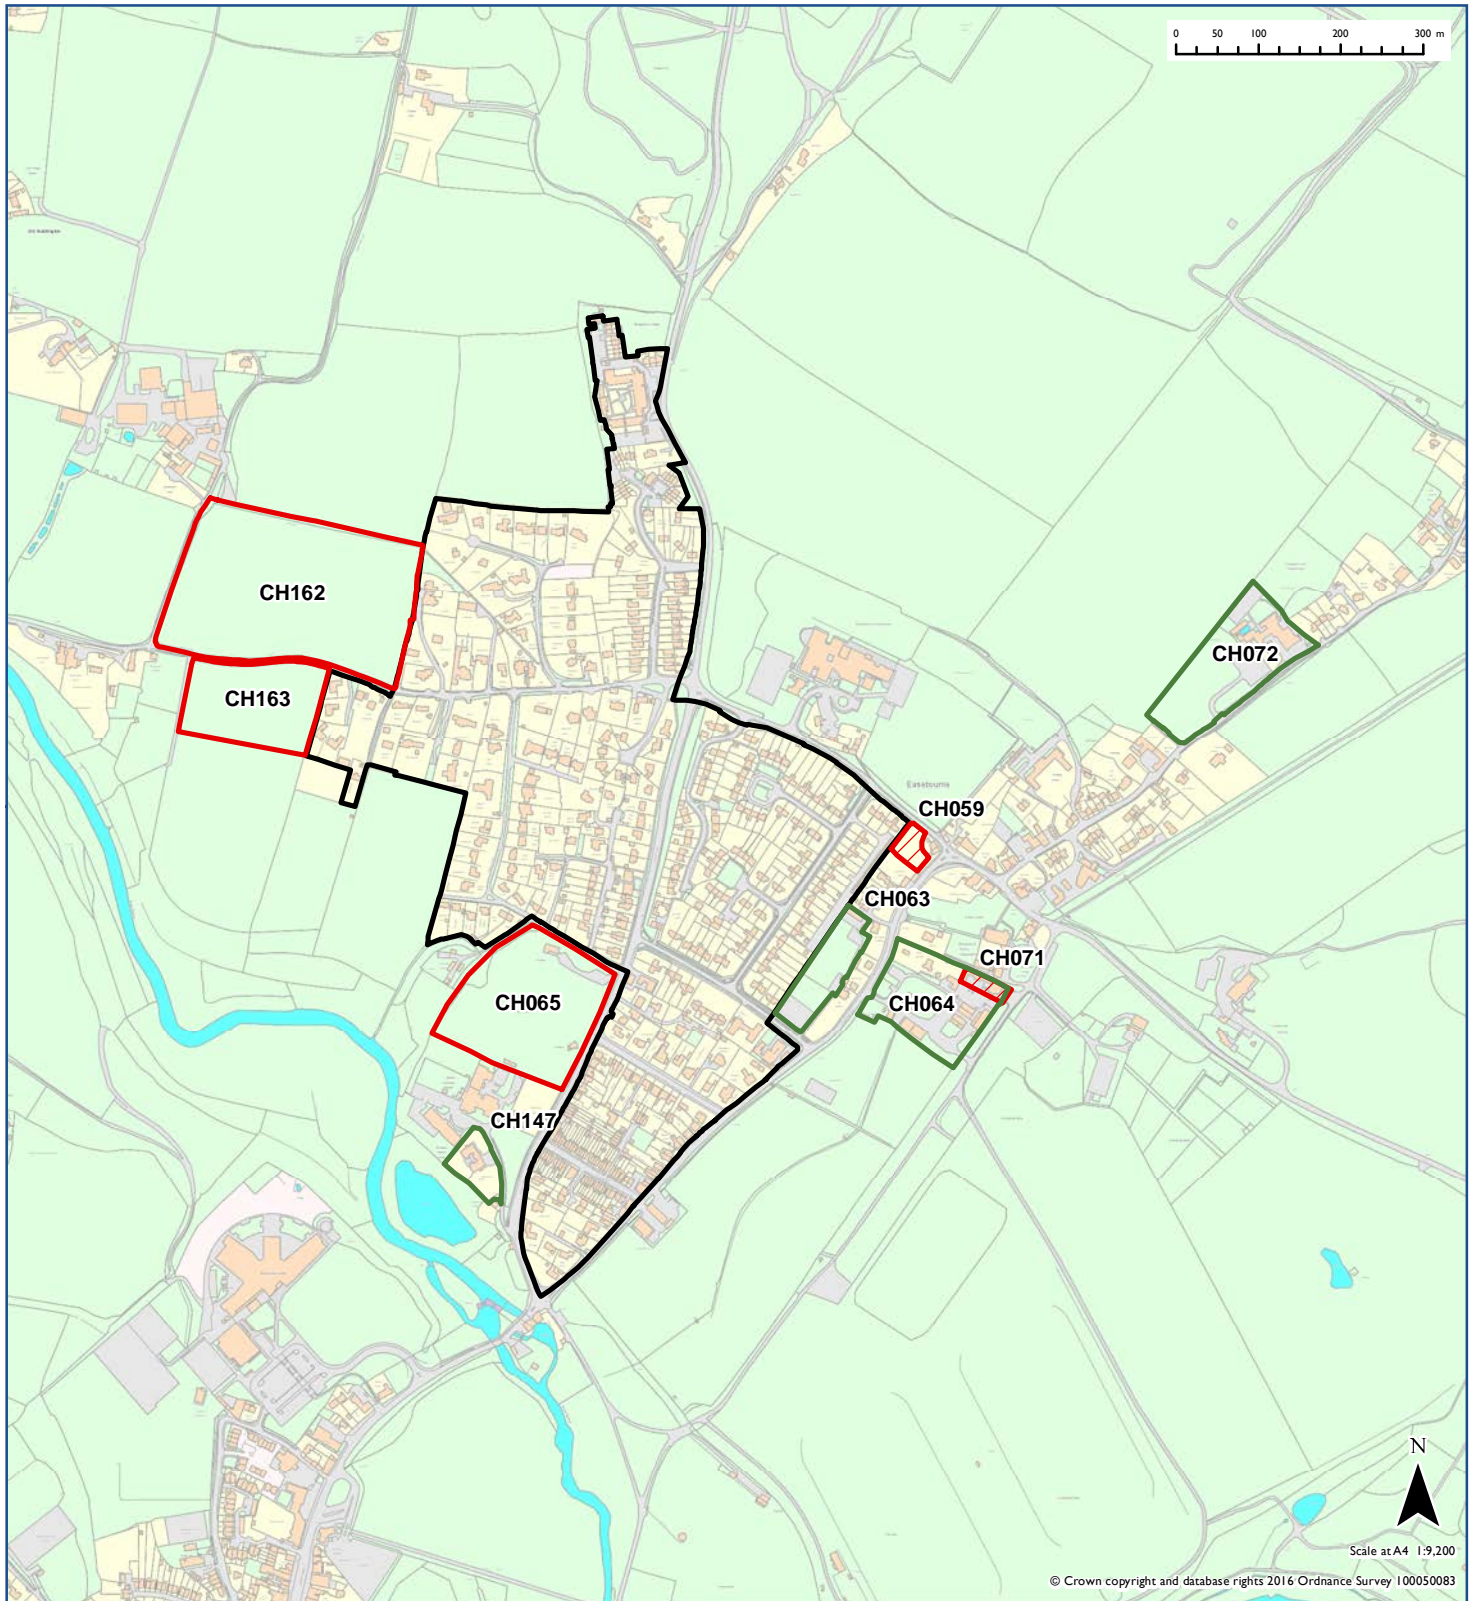 0 50 100 200 300 m
CH162
CH072
CH163
Easebourne
CH059
CH063
CH071
CH065
CH064
CH147
N
Scale at A4 1:9,200
© Crown copyright and database rights 2016 Ordnance Survey 100050083